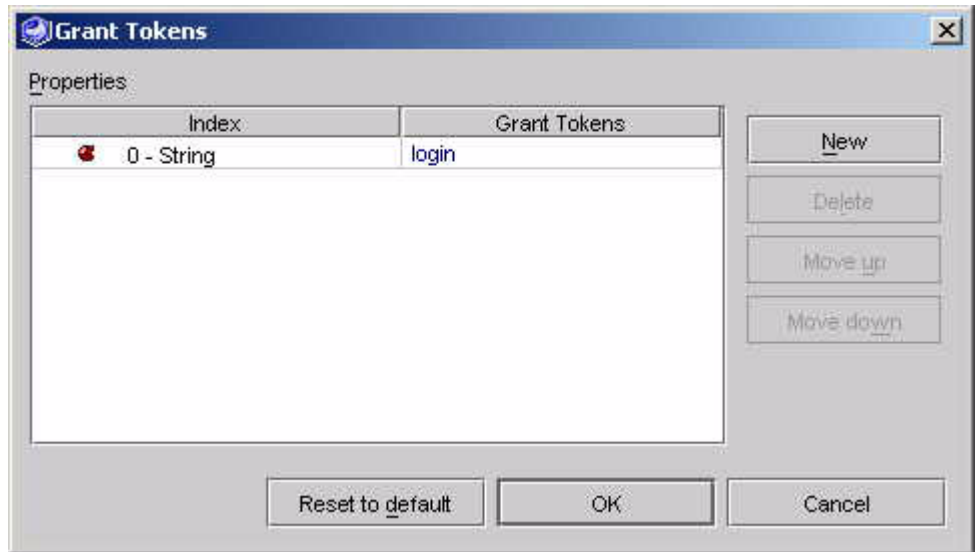 Grant Tokens
Properties
Index Grant Tokens
0 - String login
New
Delete
Move up
Move down
Reset to default OK Cancel